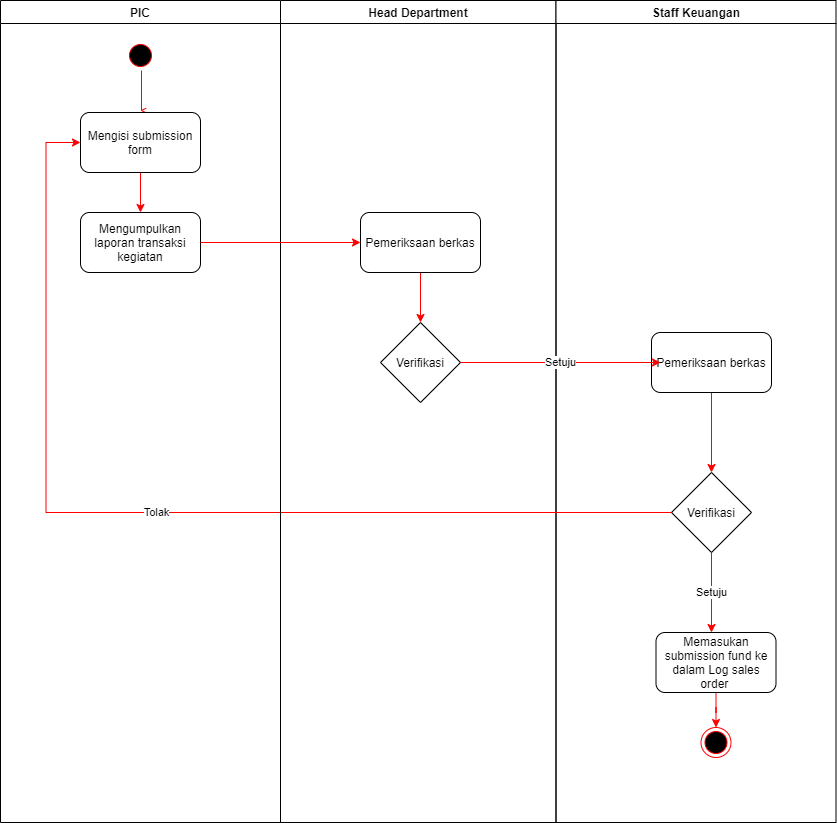 PIC
Head Department
Staff Keuangan
Mengisi submission
form
Mengumpulkan
laporan transaksi
kegiatan
Pemeriksaan berkas
Verifikasi
Setuju
Pemeriksaan berkas
Tolak
Verifikasi
Setuju
Memasukan
submission fund ke
dalam Log sales
order